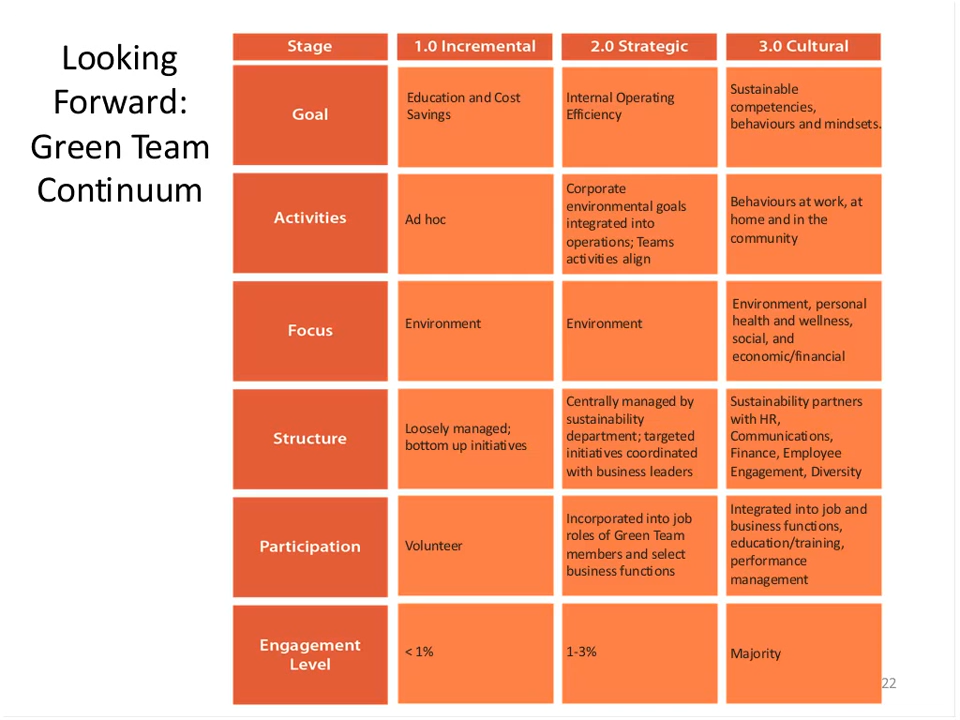 Looking
Forward:
Green Team
Continuum
Stage
1.0 Incremental
2.0 Strategic
3.0 Cultural
Goal
Education and Cost
Savings
Internal Operating
Efficiency
Sustainable
competencies,
behaviours and mindsets.
Activities
Ad hoc
Corporate
environmental goals
integrated into
operations; Teams
activities align
Behaviours at work, at
home and in the
community
Focus
Environment
Environment
Environment, personal
health and wellness,
social, and
economic/financial
Structure
Loosely managed;
bottom up initiatives
Centrally managed by
sustainability
department; targeted
initiatives coordinated
with business leaders
Sustainability partners
with HR,
Communications,
Finance, Employee
Engagement, Diversity
Participation
Volunteer
Incorporated into job
roles of Green Team
members and select
business functions
Integrated into job and
business functions,
education/training,
performance
management
Engagement
Level
< 1%
1-3%
Majority
22